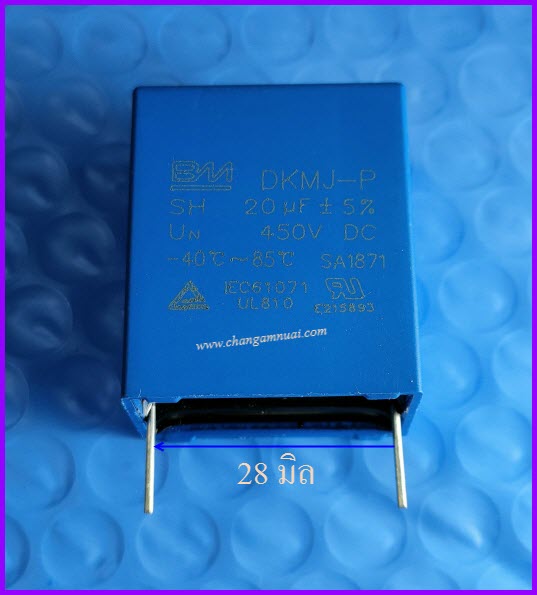 BM DKMJ-P
SH 20 µF ± 5%
UN 450V DC
-40℃~85℃ SA1871
IEC61071
UL810
E215893
www.changamnuai.com
28 มิล